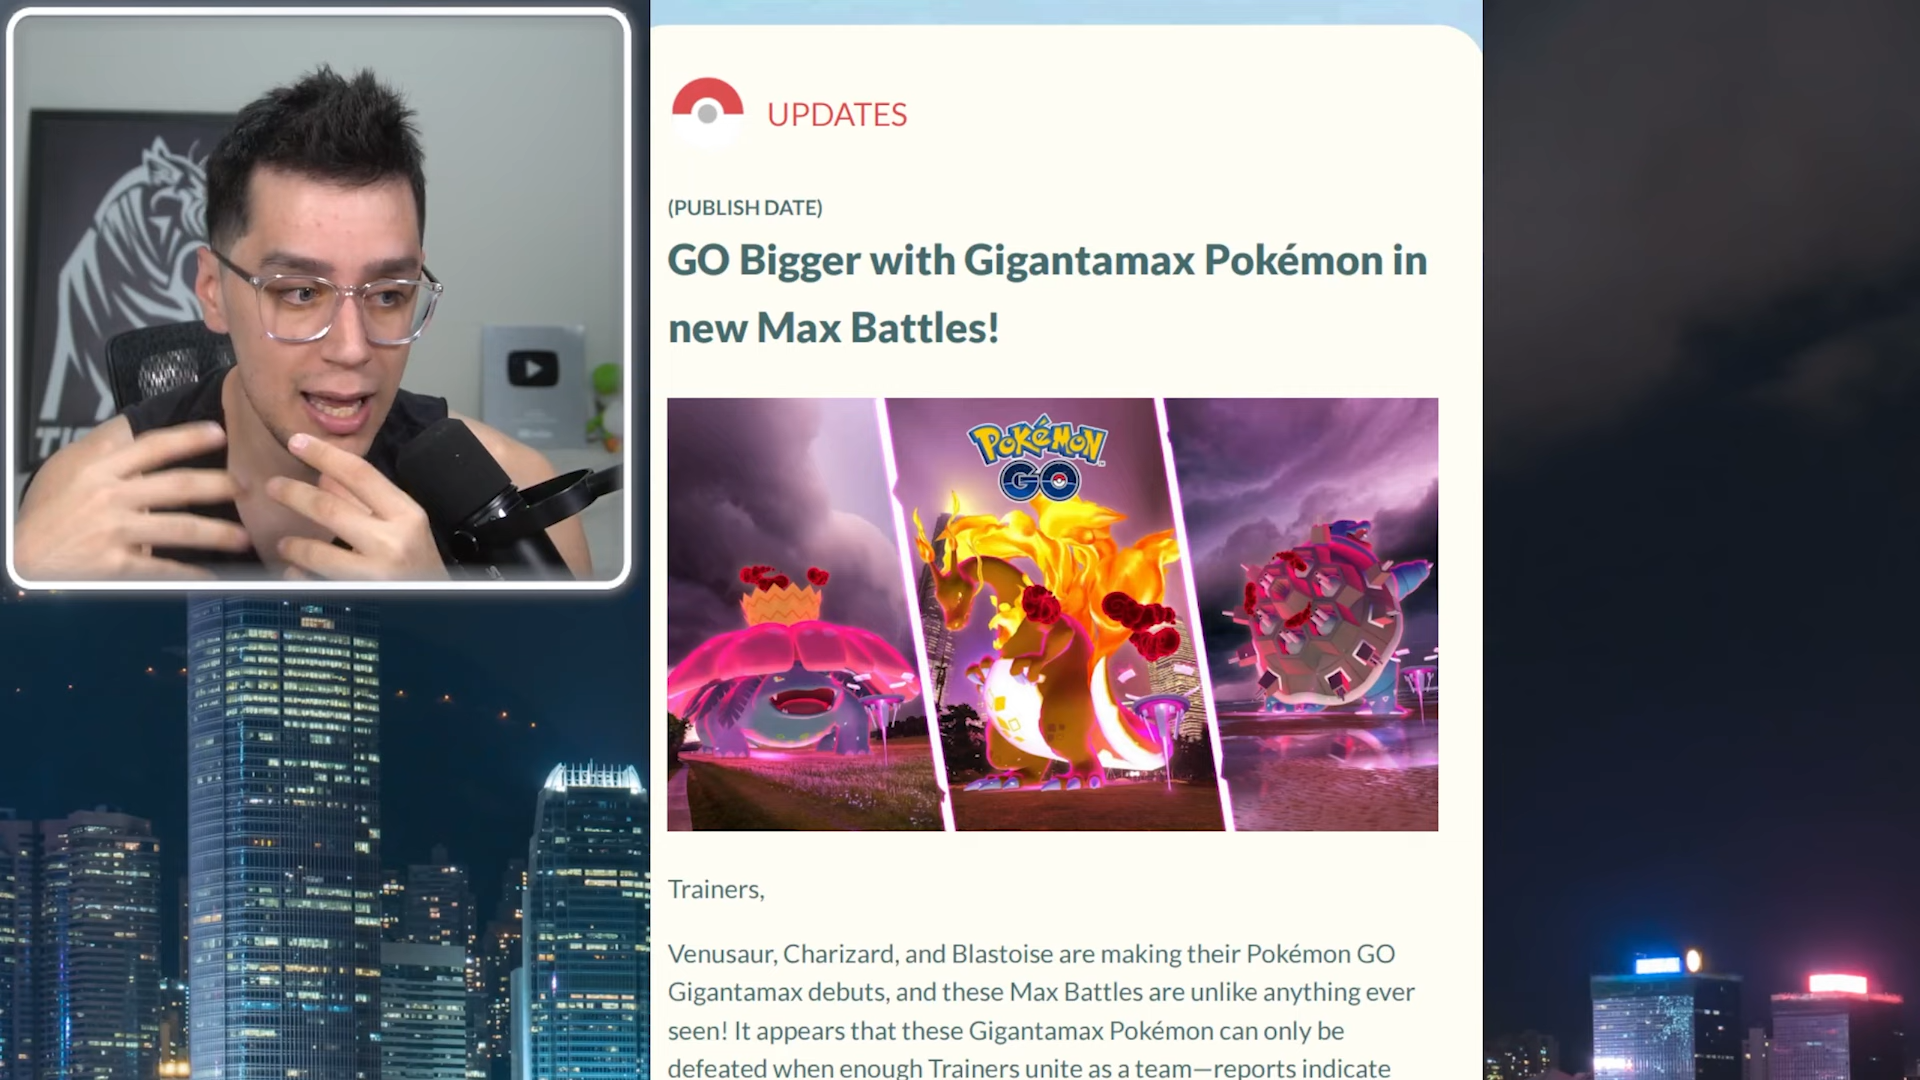 UPDATES
(PUBLISH DATE)
GO Bigger with Gigantamax Pokémon in
new Max Battles!
POKéMON
GO
Trainers,
Venusaur, Charizard, and Blastoise are making their Pokémon GO
Gigantamax debuts, and these Max Battles are unlike anything ever
seen! It appears that these Gigantamax Pokémon can only be
defeated when enough Trainers unite as a team—reports indicate